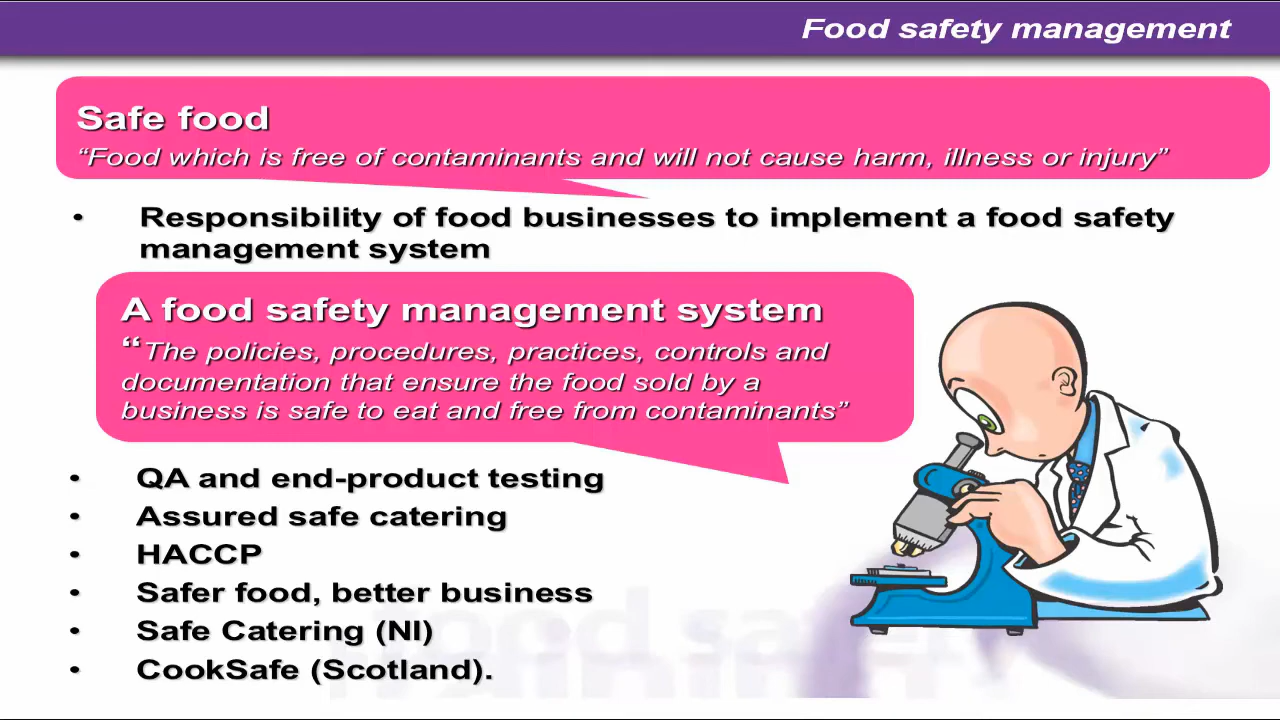 Food safety management
Safe food
“Food which is free of contaminants and will not cause harm, illness or injury”
• Responsibility of food businesses to implement a food safety
management system
A food safety management system
“The policies, procedures, practices, controls and
documentation that ensure the food sold by a
business is safe to eat and free from contaminants”
• QA and end-product testing
• Assured safe catering
• HACCP
• Safer food, better business
• Safe Catering (NI)
• CookSafe (Scotland).